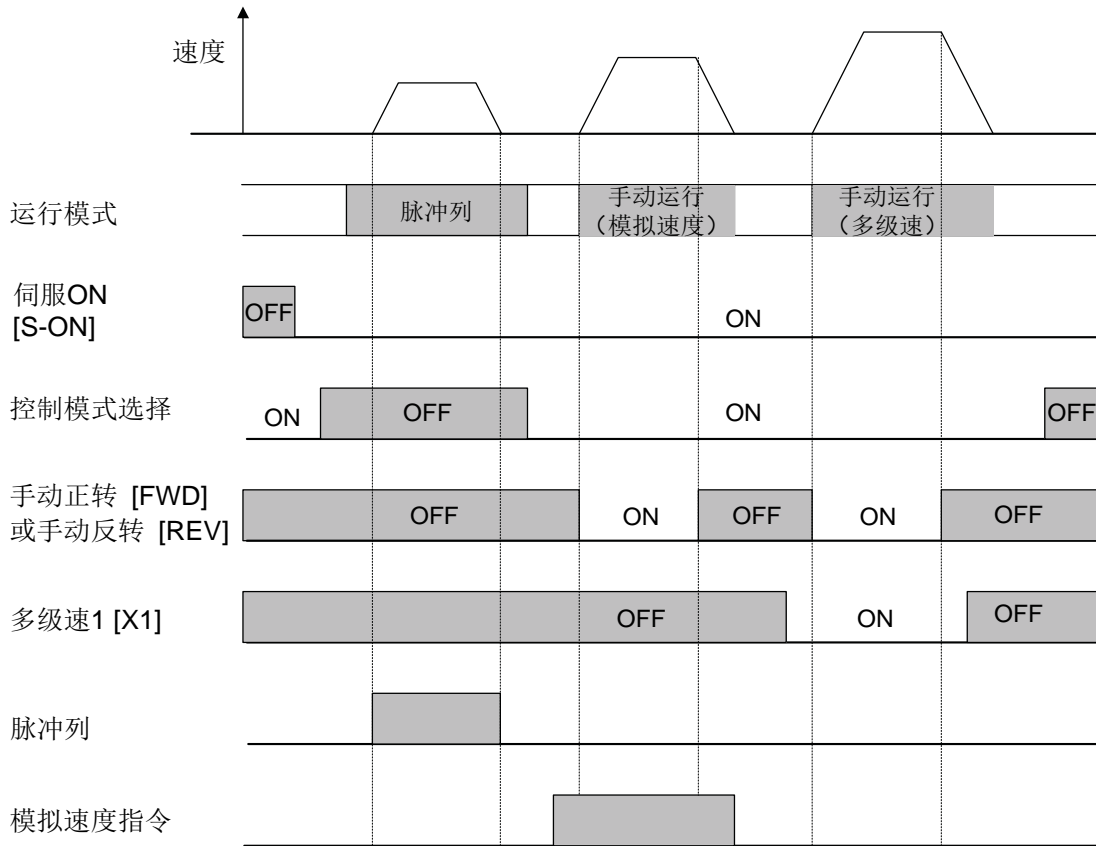 速度
运行模式
脉冲列
手动运行
（模拟速度）
手动运行
（多级速）
伺服ON
[S-ON]
OFF
ON
控制模式选择
ON
OFF
ON
OFF
手动正转 [FWD]
或手动反转 [REV]
OFF
ON
OFF
ON
OFF
多级速1 [X1]
OFF
ON
OFF
脉冲列
模拟速度指令